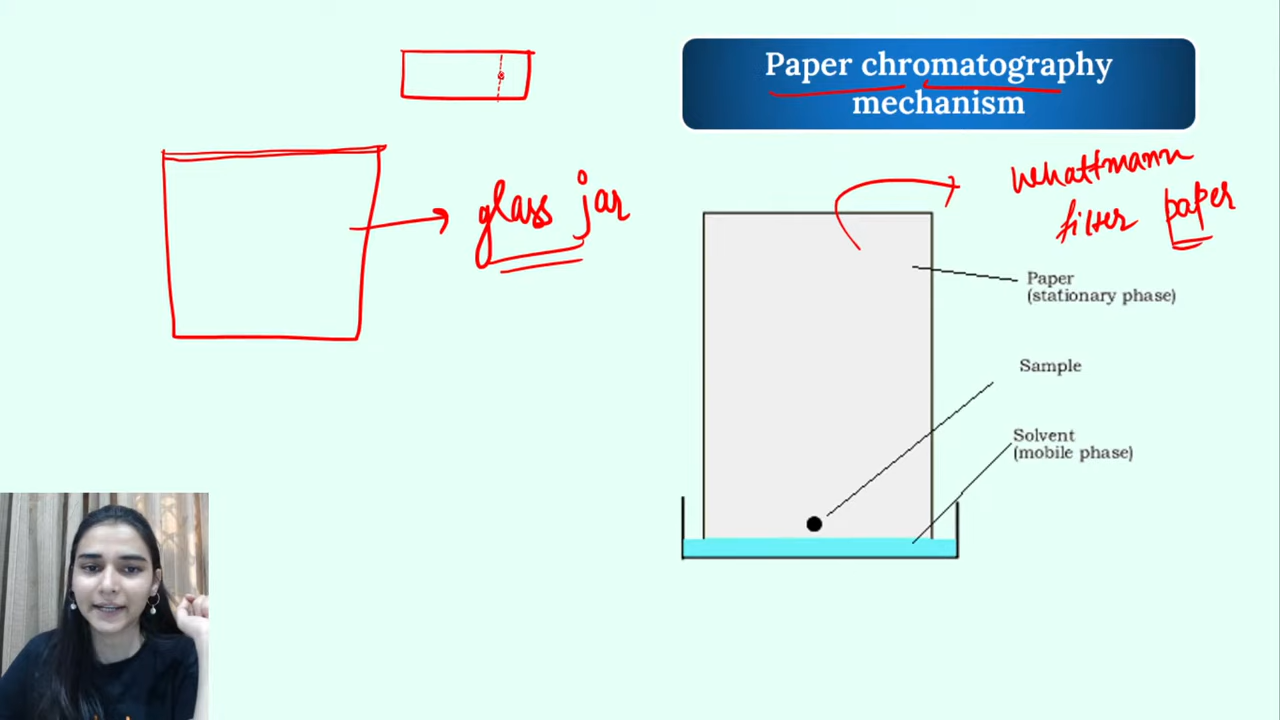 Paper chromatography
mechanism
glass jar
whattmann
filter paper
Paper
(stationary phase)
Sample
Solvent
(mobile phase)